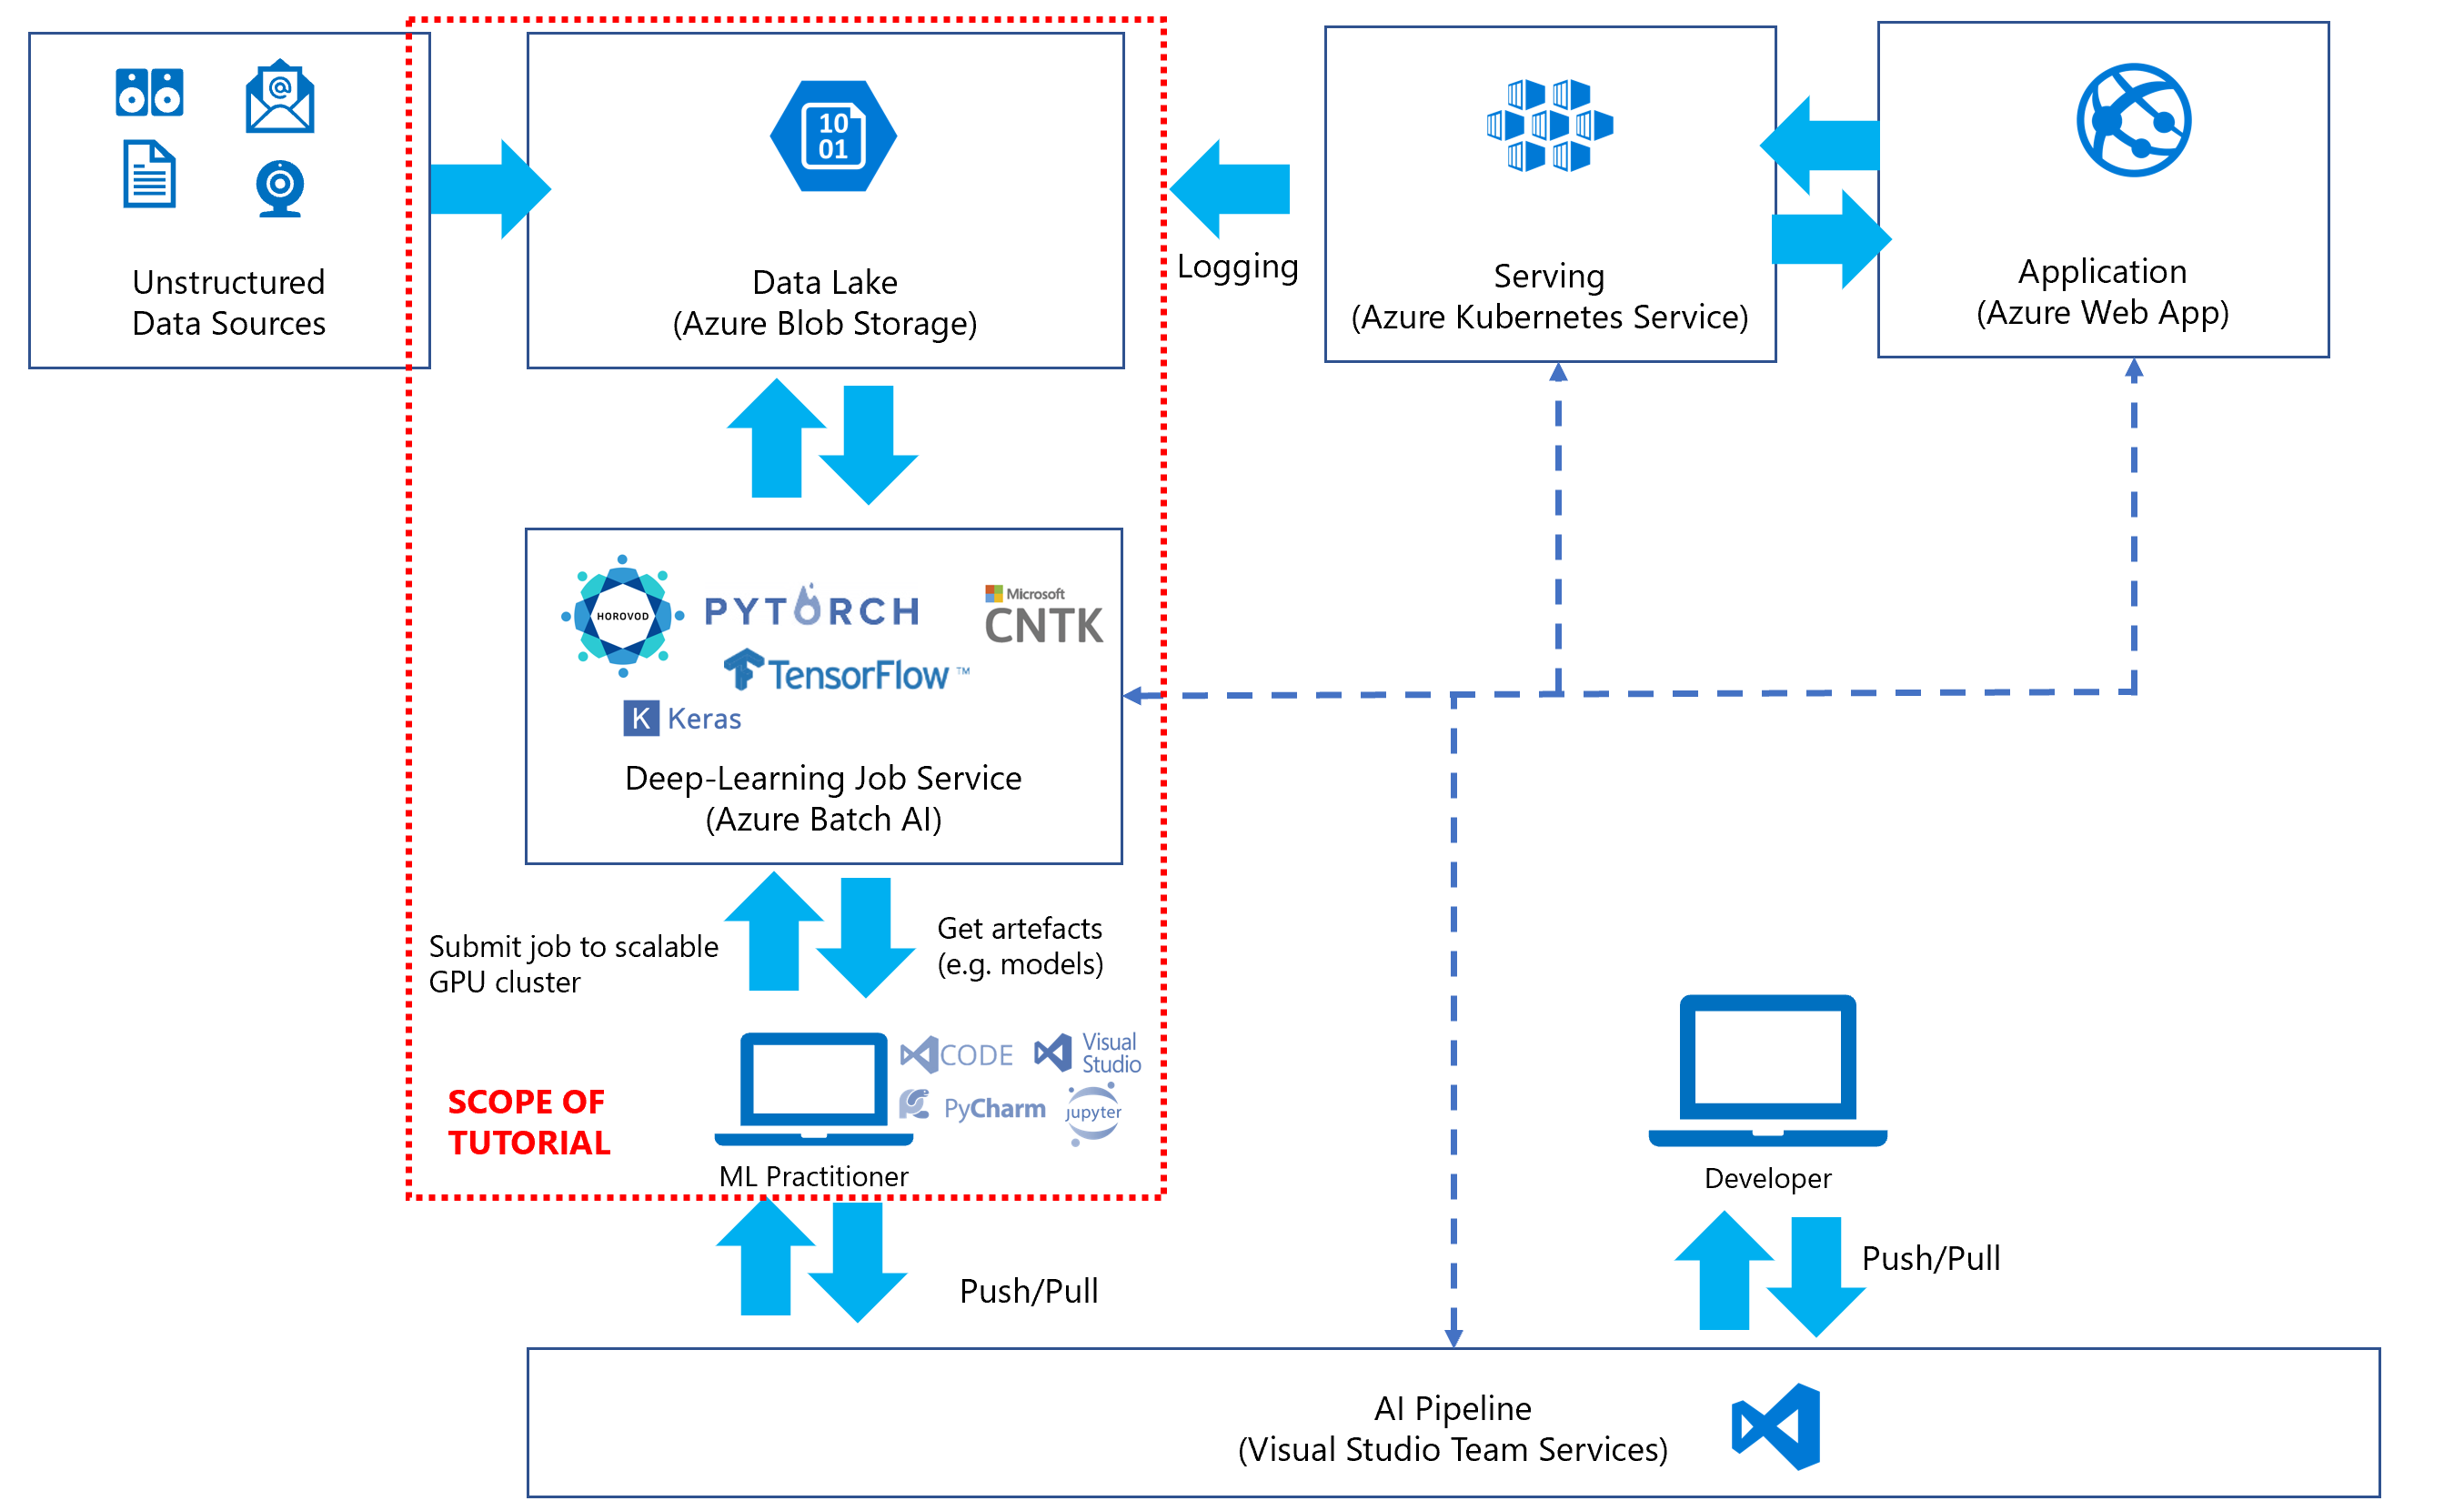 Unstructured
Data Sources
10
01
Data Lake
(Azure Blob Storage)
Logging
Serving
(Azure Kubernetes Service)
Application
(Azure Web App)
HOROVOD
PYTORCH
Microsoft
CNTK
TensorFlow™
K Keras
Deep-Learning Job Service
(Azure Batch AI)
Submit job to scalable
GPU cluster
Get artefacts
(e.g. models)
CODE
Visual
Studio
PC PyCharm
jupyter
SCOPE OF
TUTORIAL
ML Practitioner
Developer
Push/Pull
Push/Pull
AI Pipeline
(Visual Studio Team Services)